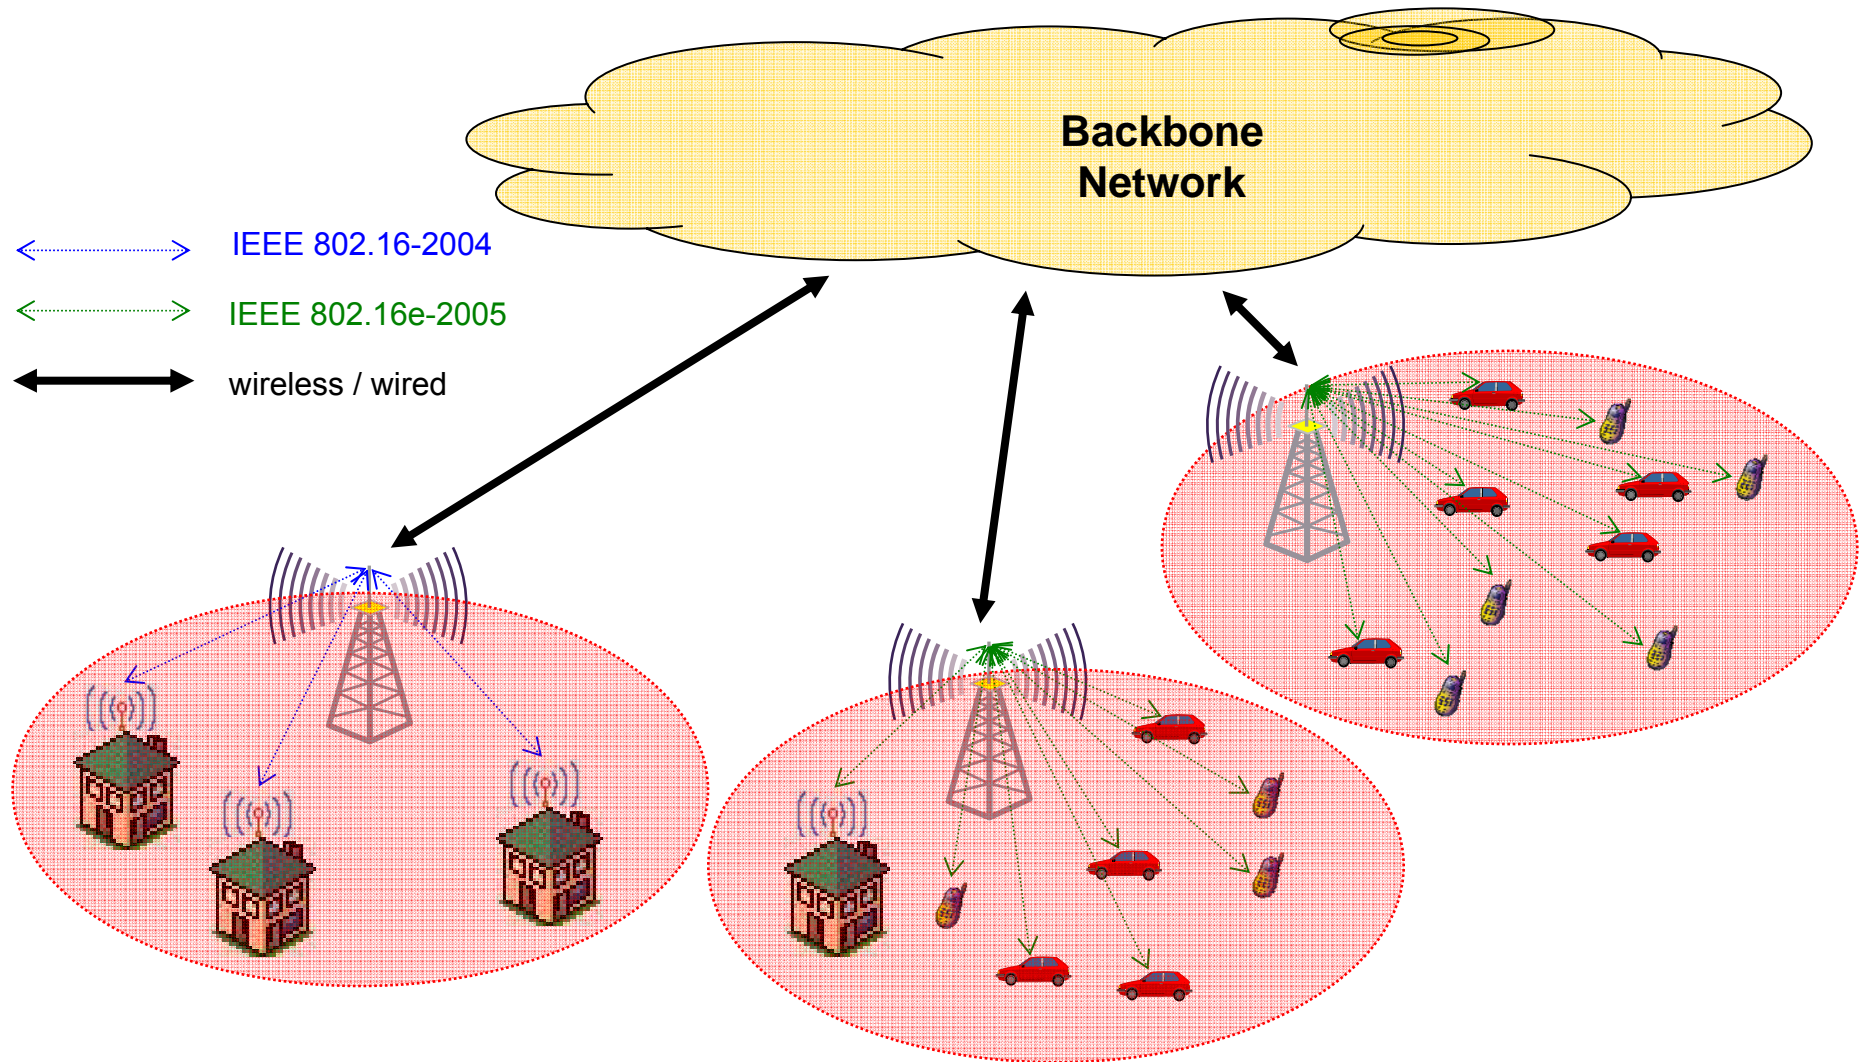 Backbone
Network
IEEE 802.16-2004
IEEE 802.16e-2005
wireless / wired